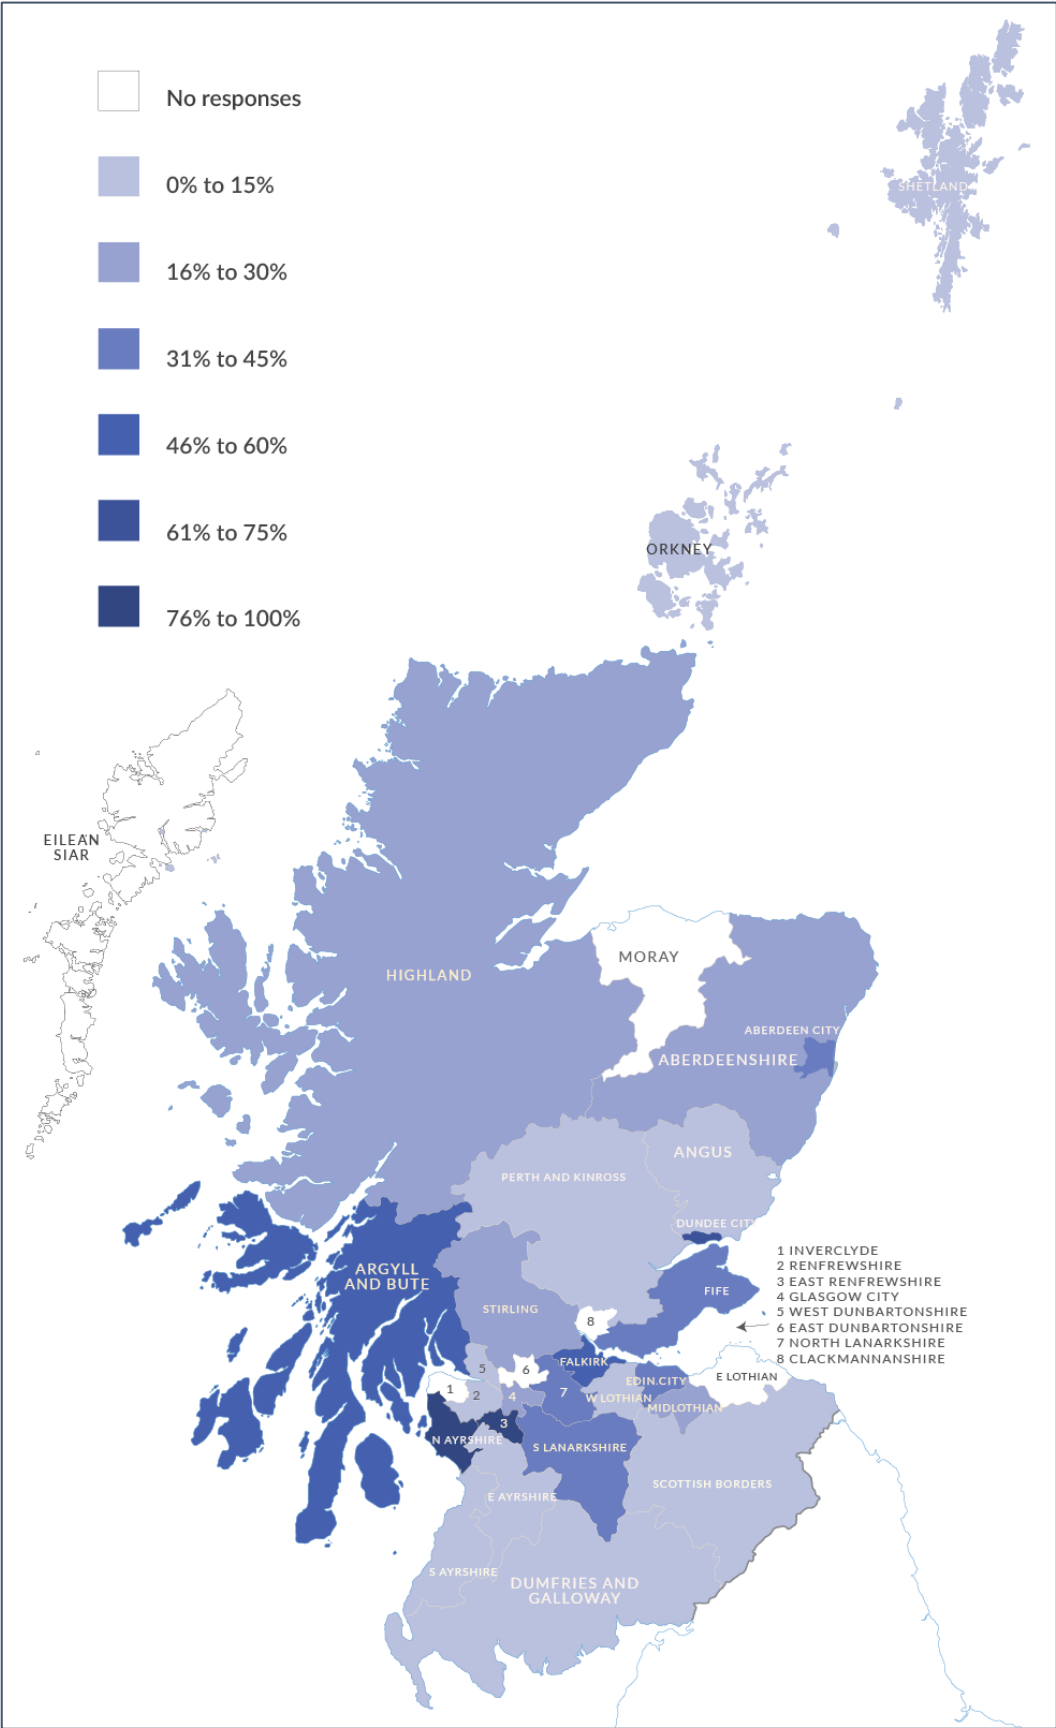 No responses
0% to 15%
16% to 30%
31% to 45%
46% to 60%
61% to 75%
76% to 100%
SHETLAND
ORKNEY
EILEAN
SIAR
HIGHLAND
MORAY
ABERDEEN CITY
ABERDEENSHIRE
ANGUS
PERTH AND KINROSS
DUNDEE CITY
ARGYLL
AND BUTE
STIRLING
FIFE
1 INVERCLYDE
2 RENFREWSHIRE
3 EAST RENFREWSHIRE
4 GLASGOW CITY
5 WEST DUNBARTONSHIRE
6 EAST DUNBARTONSHIRE
7 NORTH LANARKSHIRE
8 CLACKMANNANSHIRE
8
FALKIRK
5
6
E LOTHIAN
EDIN.CITY
1
2
4
7
W LOTHIAN
MIDLOTHIAN
3
N AYRSHIRE
S LANARKSHIRE
SCOTTISH BORDERS
E AYRSHIRE
S AYRSHIRE
DUMFRIES AND
GALLOWAY